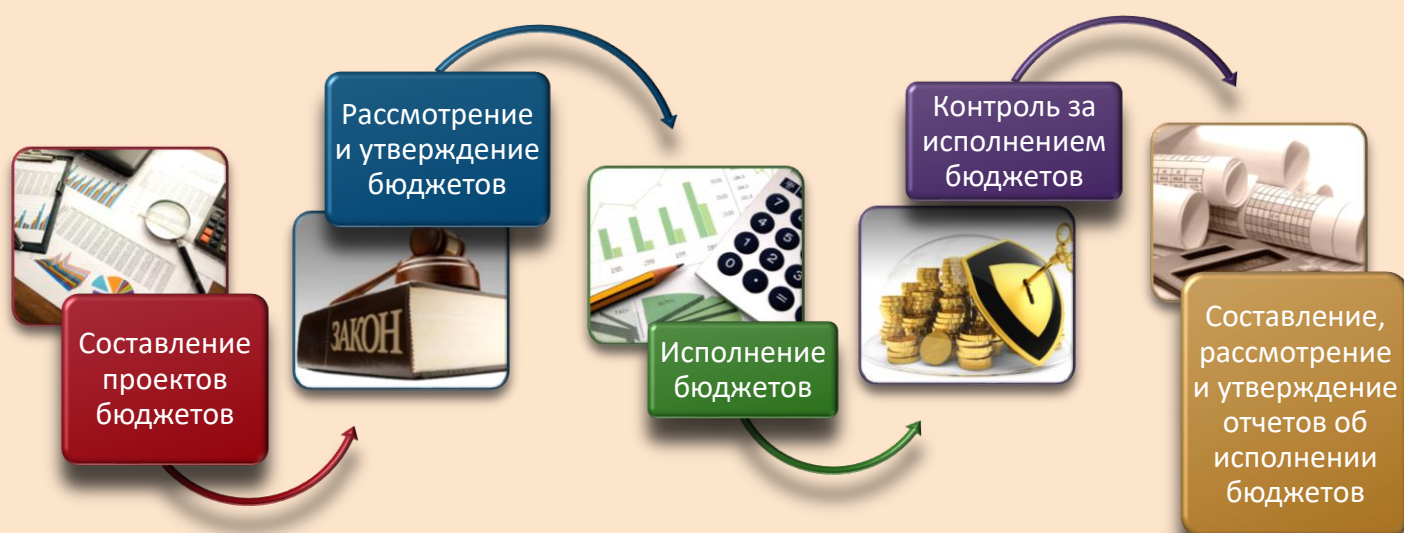 Составление
проектов
бюджетов
Рассмотрение
и утверждение
бюджетов
ЗАКОН
Исполнение
бюджетов
Контроль за
исполнением
бюджетов
Составление,
рассмотрение
и утверждение
отчетов об
исполнении
бюджетов